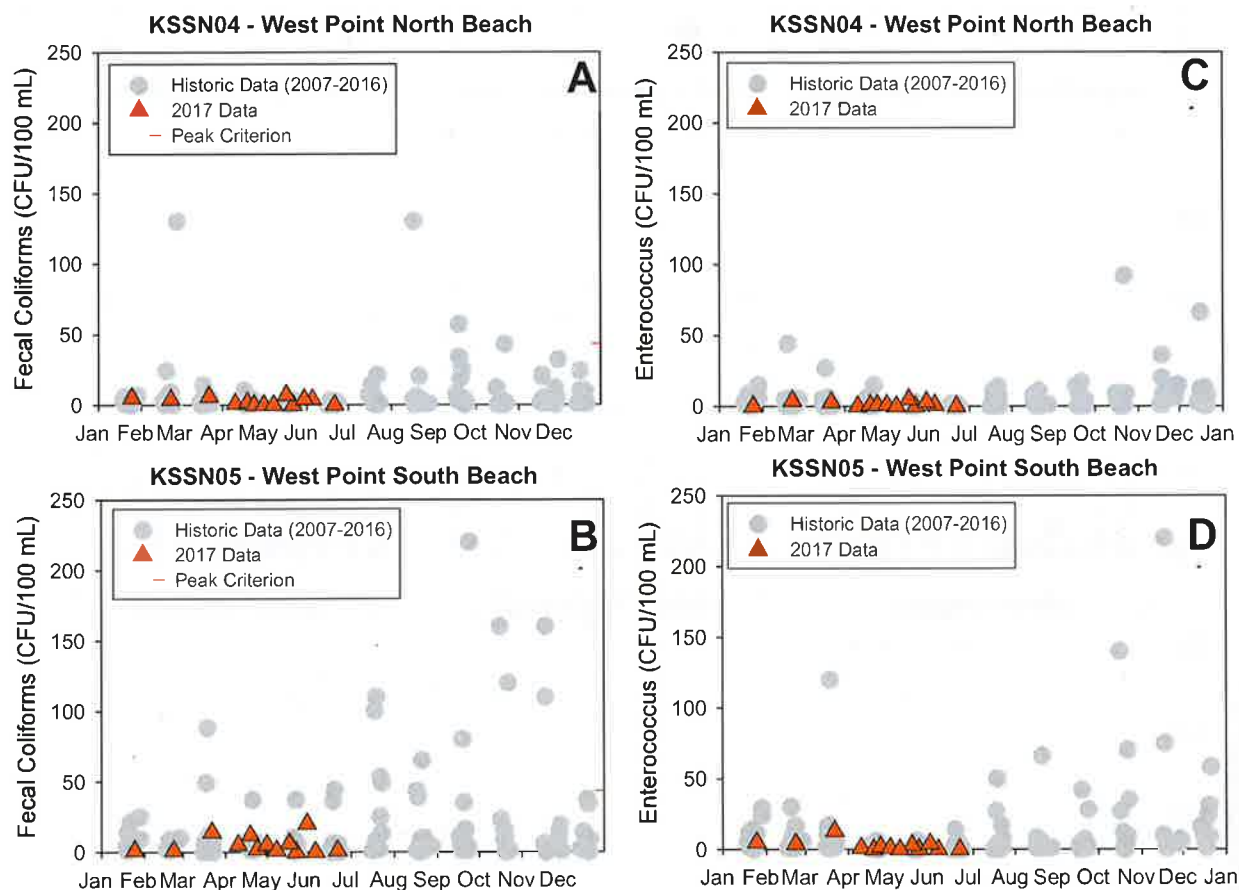 KSSN04 - West Point North Beach
Fecal Coliforms (CFU/100 mL)
250
200
150
100
50
0
Historic Data (2007-2016)
2017 Data
Peak Criterion
A
Jan Feb Mar Apr May Jun Jul Aug Sep Oct Nov Dec
KSSN04 - West Point North Beach
Enterococcus (CFU/100 mL)
250
200
150
100
50
0
Historic Data (2007-2016)
2017 Data
C
Jan Feb Mar Apr May Jun Jul Aug Sep Oct Nov Dec Jan
KSSN05 - West Point South Beach
Fecal Coliforms (CFU/100 mL)
250
200
150
100
50
0
Historic Data (2007-2016)
2017 Data
Peak Criterion
B
Jan Feb Mar Apr May Jun Jul Aug Sep Oct Nov Dec
KSSN05 - West Point South Beach
Enterococcus (CFU/100 mL)
250
200
150
100
50
0
Historic Data (2007-2016)
2017 Data
D
Jan Feb Mar Apr May Jun Jul Aug Sep Oct Nov Dec Jan